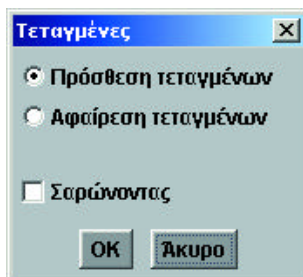 Τεταγμένες
Πρόσθεση τεταγμένων
Αφαίρεση τεταγμένων
Σαρώνοντας
OK Άκυρο